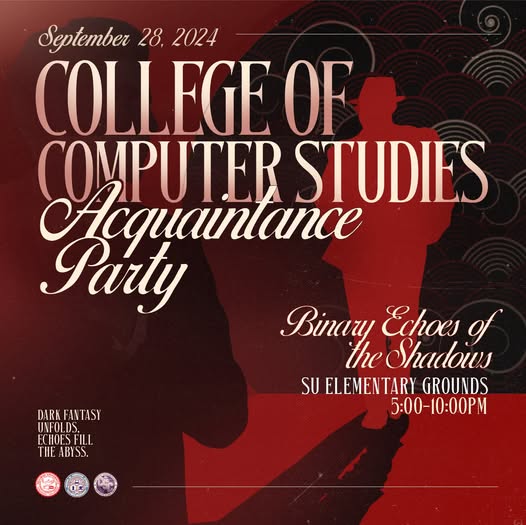 September 28, 2024
COLLEGE OF
COMPUTER STUDIES
Acquaintance
Party
Binary Echoes of
the Shadows
SU ELEMENTARY GROUNDS
5:00-10:00PM
DARK FANTASY
UNFOLDS.
ECHOES FILL
THE ABYSS.